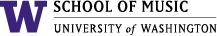 W SCHOOL OF MUSIC
UNIVERSITY of WASHINGTON